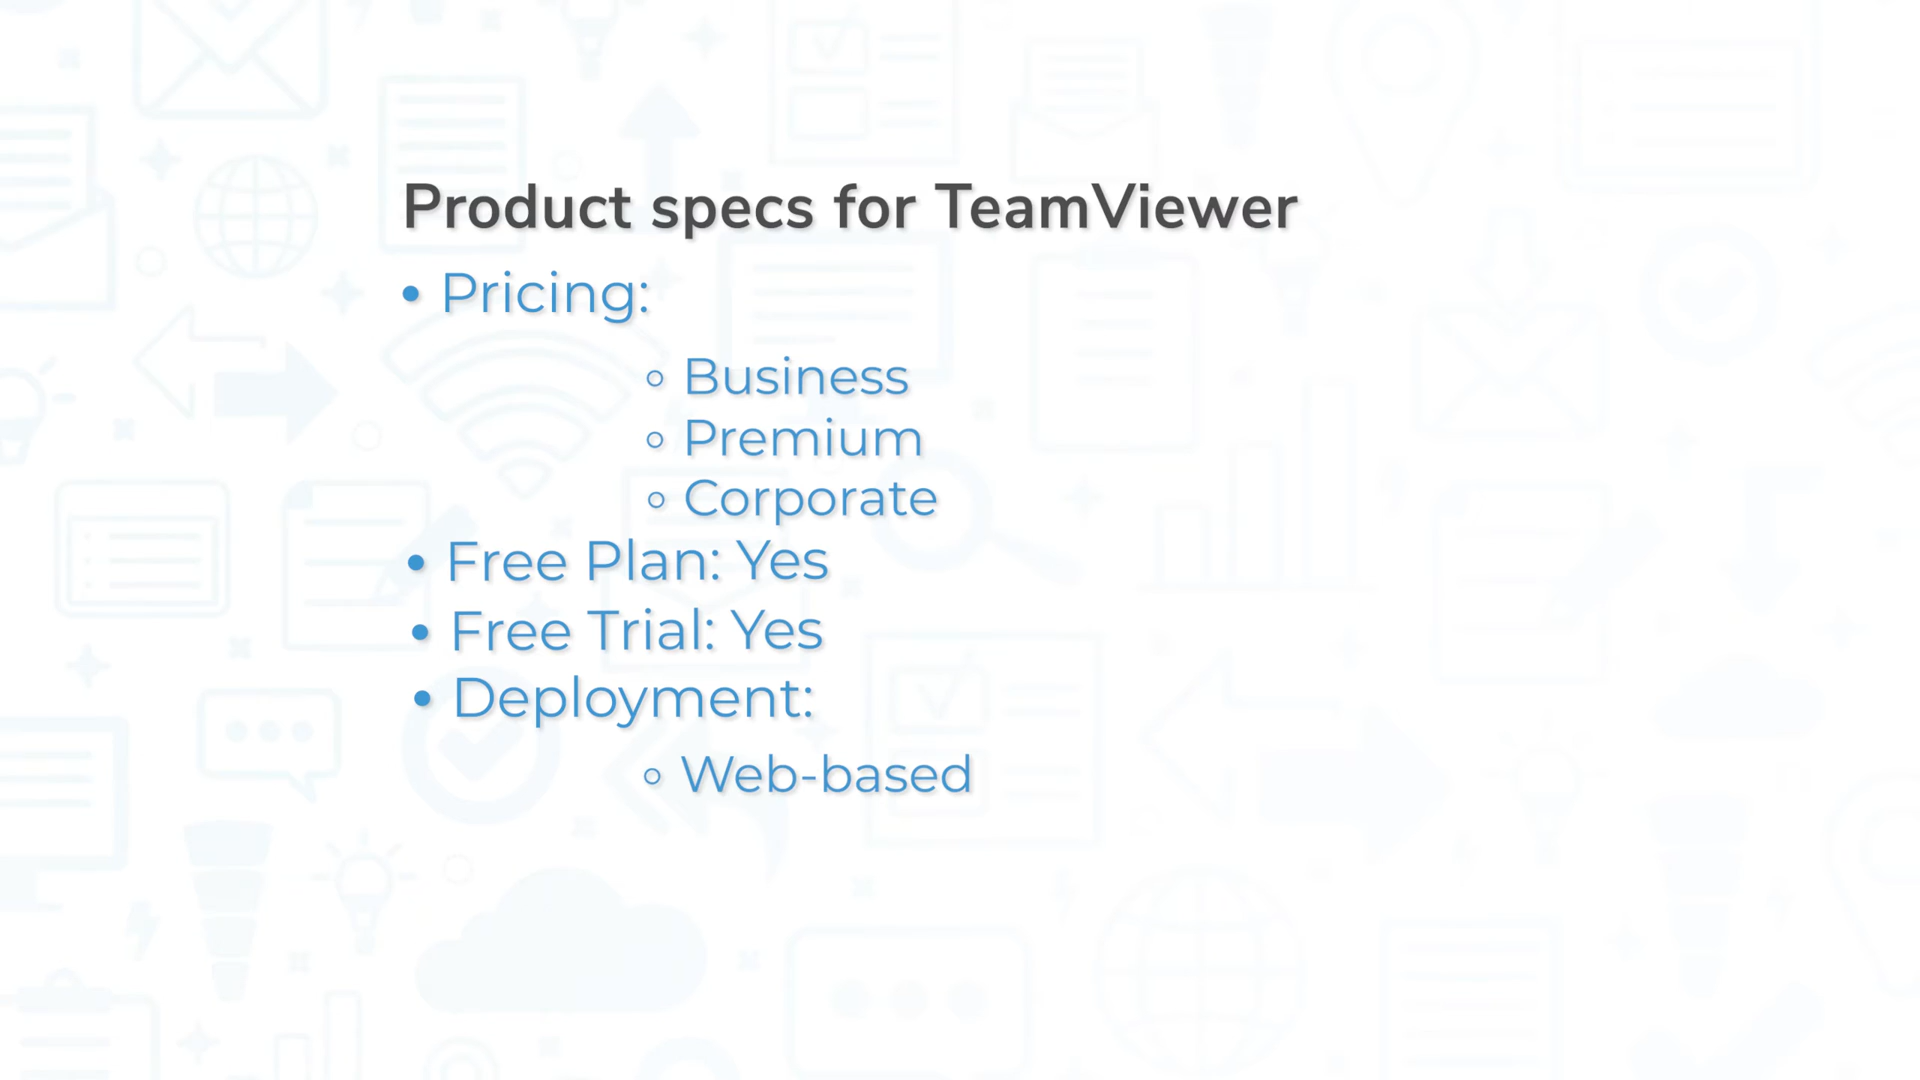 Product specs for TeamViewer
• Pricing:
◦ Business
◦ Premium
◦ Corporate
• Free Plan: Yes
• Free Trial: Yes
• Deployment:
◦ Web-based